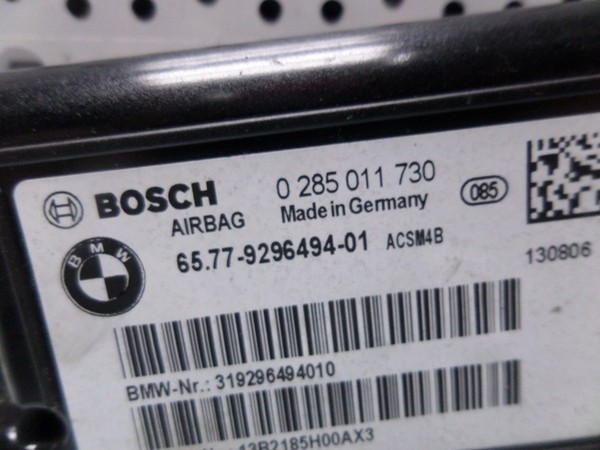 BOSCH 0 285 011 730
AIRBAG Made in Germany 085
BMW 65.77-9296494-01 ACSM4B 130806
BMW-Nr.: 319296494010
13B2185H00AX3